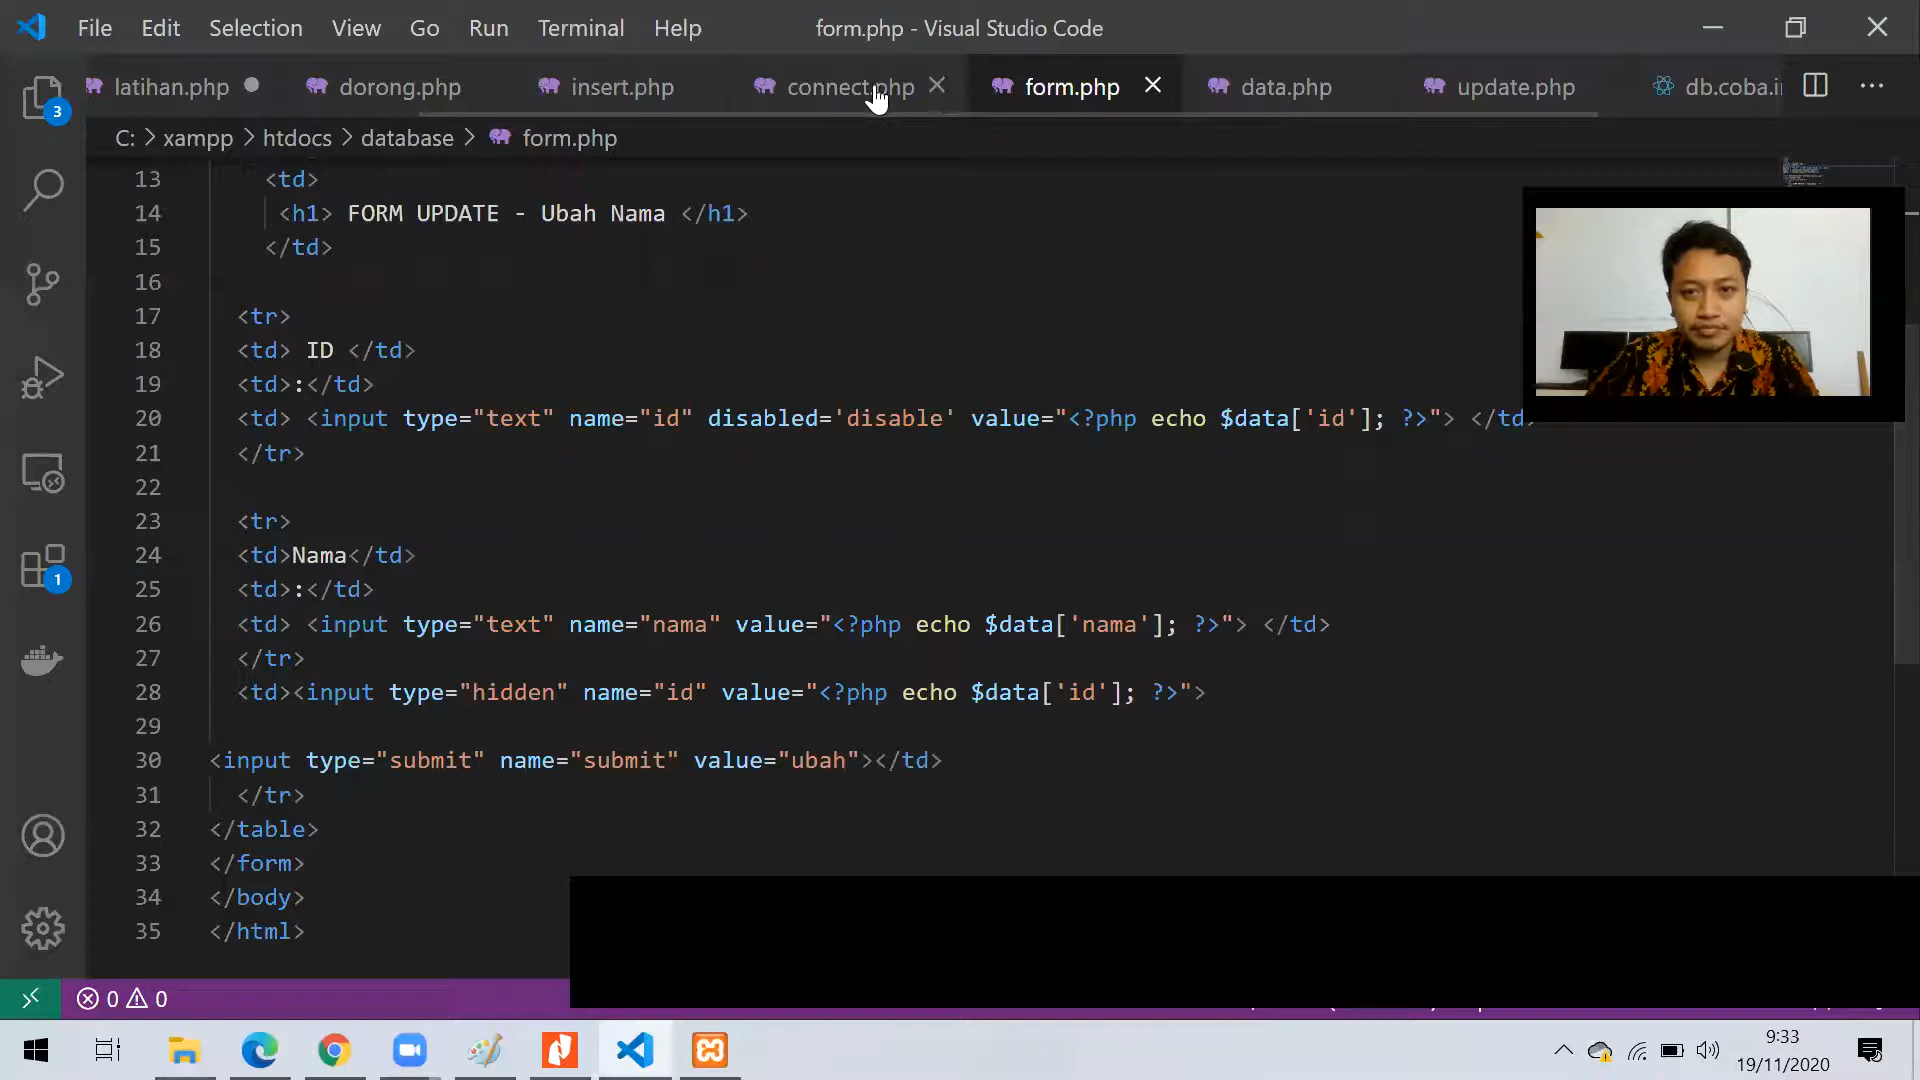 File Edit Selection View Go Run Terminal Help form.php - Visual Studio Code
latihan.php dorong.php insert.php connect.php form.php data.php update.php db.coba.i
C: > xampp > htdocs > database > form.php
3
1
13 <td>
14 <h1> FORM UPDATE - Ubah Nama </h1>
15 </td>
16
17 <tr>
18 <td> ID </td>
19 <td>:</td>
20 <td> <input type="text" name="id" disabled='disable' value="<?php echo $data['id']; ?>"> </td>
21 </tr>
22
23 <tr>
24 <td>Nama</td>
25 <td>:</td>
26 <td> <input type="text" name="nama" value="<?php echo $data['nama']; ?>"> </td>
27 </tr>
28 <td><input type="hidden" name="id" value="<?php echo $data['id']; ?>">
29
30 <input type="submit" name="submit" value="ubah"></td>
31 </tr>
32 </table>
33 </form>
34 </body>
35 </html>
0 0
9:33
19/11/2020